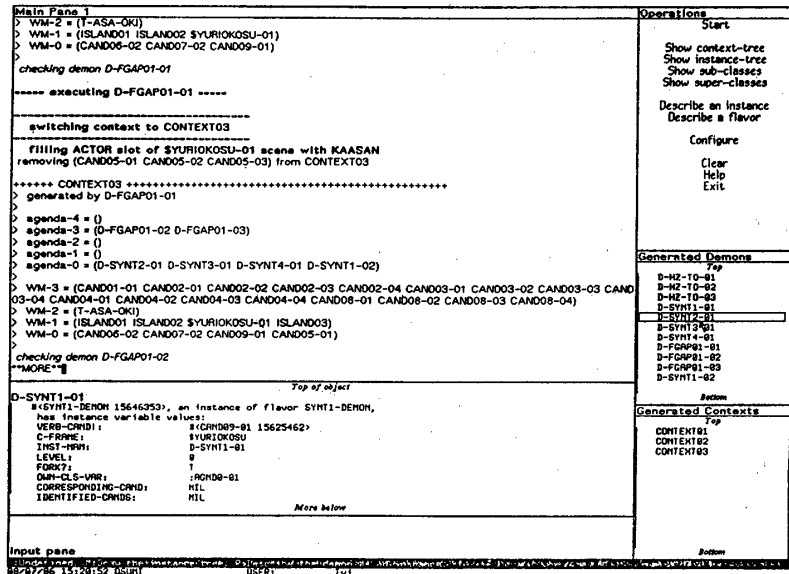 Main Pane 1
> WM-2 = (T-ASA-OKI)
> WM-1 = (ISLAND01 ISLAND02 $YURIOKOSU-01)
> WM-0 = (CAND06-02 CAND07-02 CAND09-01)
>
checking demon D-FGAP01-01
----- executing D-FGAP01-01 -----
switching context to CONTEXT03
filling ACTOR slot of $YURIOKOSU-01 scene with KAASAN
removing (CAND05-01 CAND05-02 CAND05-03) from CONTEXT03
++++++ CONTEXT03 ++++++++++++++++++++++++++++++++++++++++++++++++
> generated by D-FGAP01-01
>
> agenda-4 = ()
> agenda-3 = (D-FGAP01-02 D-FGAP01-03)
> agenda-2 = ()
> agenda-1 = ()
> agenda-0 = (D-SYNT2-01 D-SYNT3-01 D-SYNT4-01 D-SYNT1-02)
>
> WM-3 = (CAND01-01 CAND02-01 CAND02-02 CAND02-03 CAND02-04 CAND03-01 CAND03-02 CAND03-03 CAND
03-04 CAND04-01 CAND04-02 CAND04-03 CAND04-04 CAND08-01 CAND08-02 CAND08-03 CAND08-04)
> WM-2 = (T-ASA-OKI)
> WM-1 = (ISLAND01 ISLAND02 $YURIOKOSU-01 ISLAND03)
> WM-0 = (CAND06-02 CAND07-02 CAND09-01 CAND05-01)
>
checking demon D-FGAP01-02
**MORE**
Top of object
D-SYNT1-01
#<SYNT1-DEMON 15646353>, an instance of flavor SYNT1-DEMON,
has instance variable values:
VERB-CANDI: #<CAND09-01 15625462>
C-FRAME: $YURIOKOSU
INST-NAM: D-SYNT1-01
LEVEL: 0
FORK?: T
OWN-CLS-VAR: :AGND0-01
CORRESPONDING-CAND: NIL
IDENTIFIED-CANDS: NIL
More below
Input pane
08/07/86 15:20:52 OSUMI USER: Tyi
Operations
Start
Show context-tree
Show instance-tree
Show sub-classes
Show super-classes
Describe an instance
Describe a flavor
Configure
Clear
Help
Exit
Generated Demons
Top
D-HZ-TO-01
D-HZ-TO-02
D-HZ-TO-03
D-SYNT1-01
D-SYNT2-01
D-SYNT3-01
D-SYNT4-01
D-FGAP01-01
D-FGAP01-02
D-FGAP01-03
D-SYNT1-02
Bottom
Generated Contexts
Top
CONTEXT01
CONTEXT02
CONTEXT03
Bottom